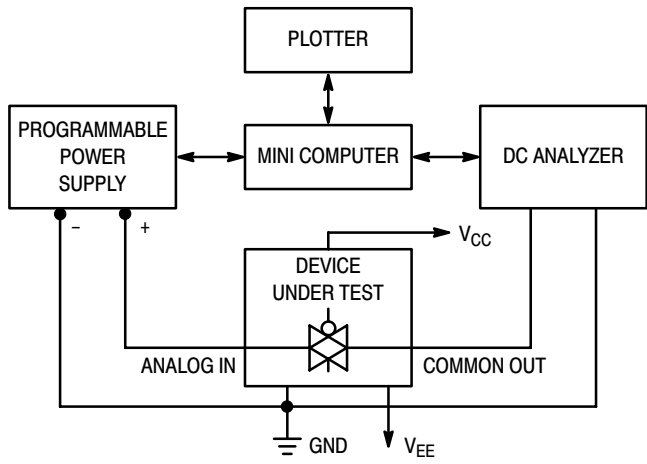 PLOTTER
PROGRAMMABLE
POWER
SUPPLY
MINI COMPUTER
DC ANALYZER
– +
VCC
DEVICE
UNDER TEST
ANALOG IN
COMMON OUT
GND
VEE